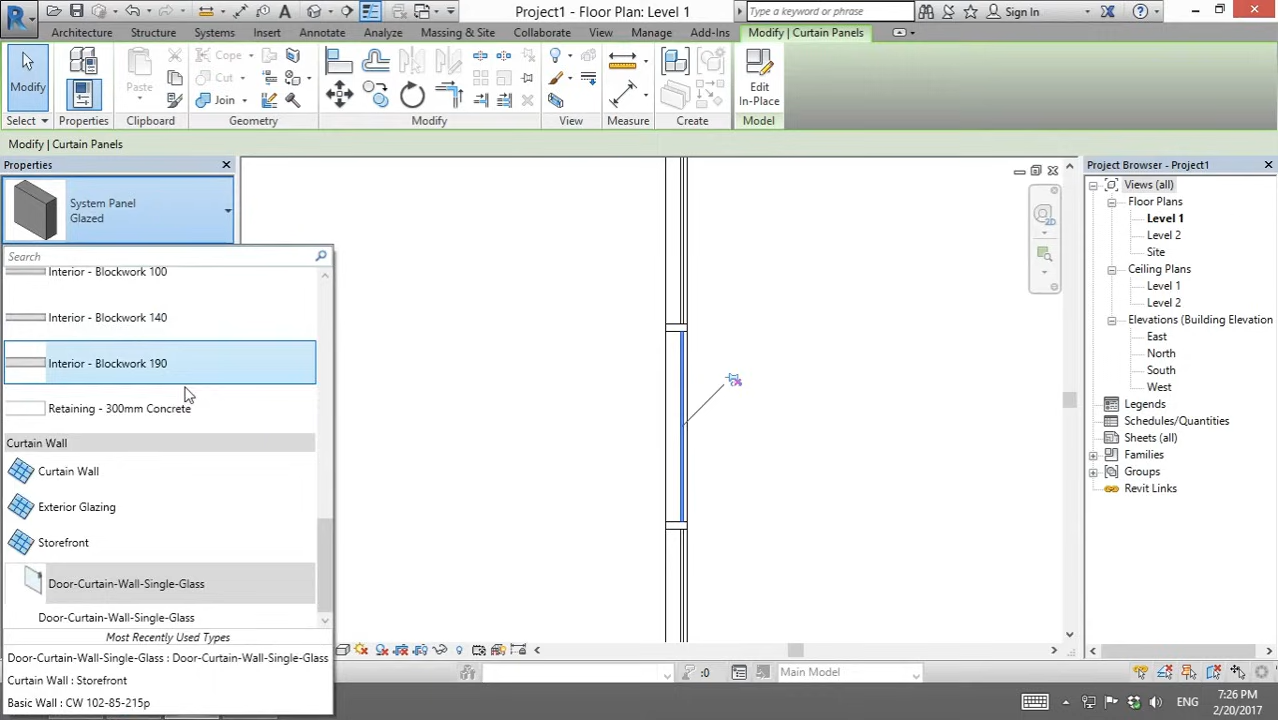 Project1 - Floor Plan: Level 1
Type a keyword or phrase
Sign In
Architecture Structure Systems Insert Annotate Analyze Massing & Site Collaborate View Manage Add-Ins Modify | Curtain Panels
Modify
Paste
Cope
Cut
Join
Edit
In-Place
Select Properties Clipboard Geometry Modify View Measure Create Model
Modify | Curtain Panels
Properties
System Panel
Glazed
Search
Interior - Blockwork 100
Interior - Blockwork 140
Interior - Blockwork 190
Retaining - 300mm Concrete
Curtain Wall
Curtain Wall
Exterior Glazing
Storefront
Door-Curtain-Wall-Single-Glass
Door-Curtain-Wall-Single-Glass
Most Recently Used Types
Door-Curtain-Wall-Single-Glass : Door-Curtain-Wall-Single-Glass
Curtain Wall : Storefront
Basic Wall : CW 102-85-215p
2D
Project Browser - Project1
Views (all)
Floor Plans
Level 1
Level 2
Site
Ceiling Plans
Level 1
Level 2
Elevations (Building Elevation
East
North
South
West
Legends
Schedules/Quantities
Sheets (all)
Families
Groups
Revit Links
:0
Main Model
ENG
7:26 PM
2/20/2017